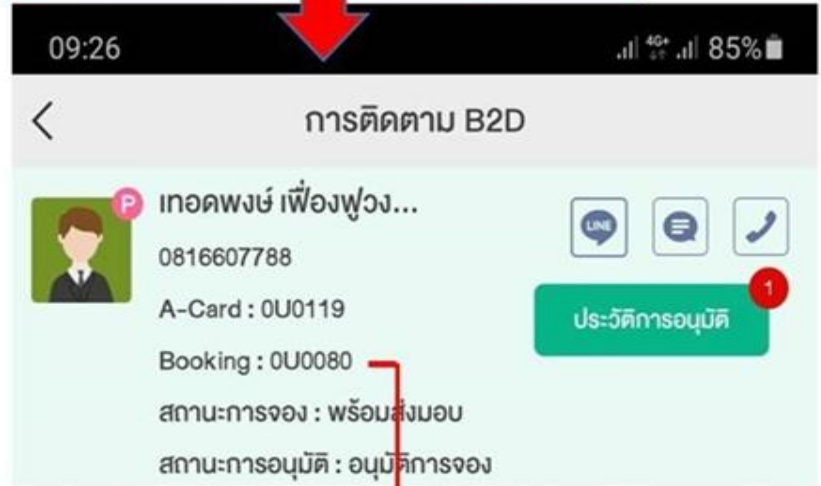 09:26 4G+ 85%
การติดตาม B2D
P เทอดพงษ์ เฟื่องฟูวง...
LINE
0816607788
1
A-Card : 0U0119
ประวัติการอนุมัติ
Booking : 0U0080
สถานะการจอง : พร้อมส่งมอบ
สถานะการอนุมัติ : อนุมัติการจอง